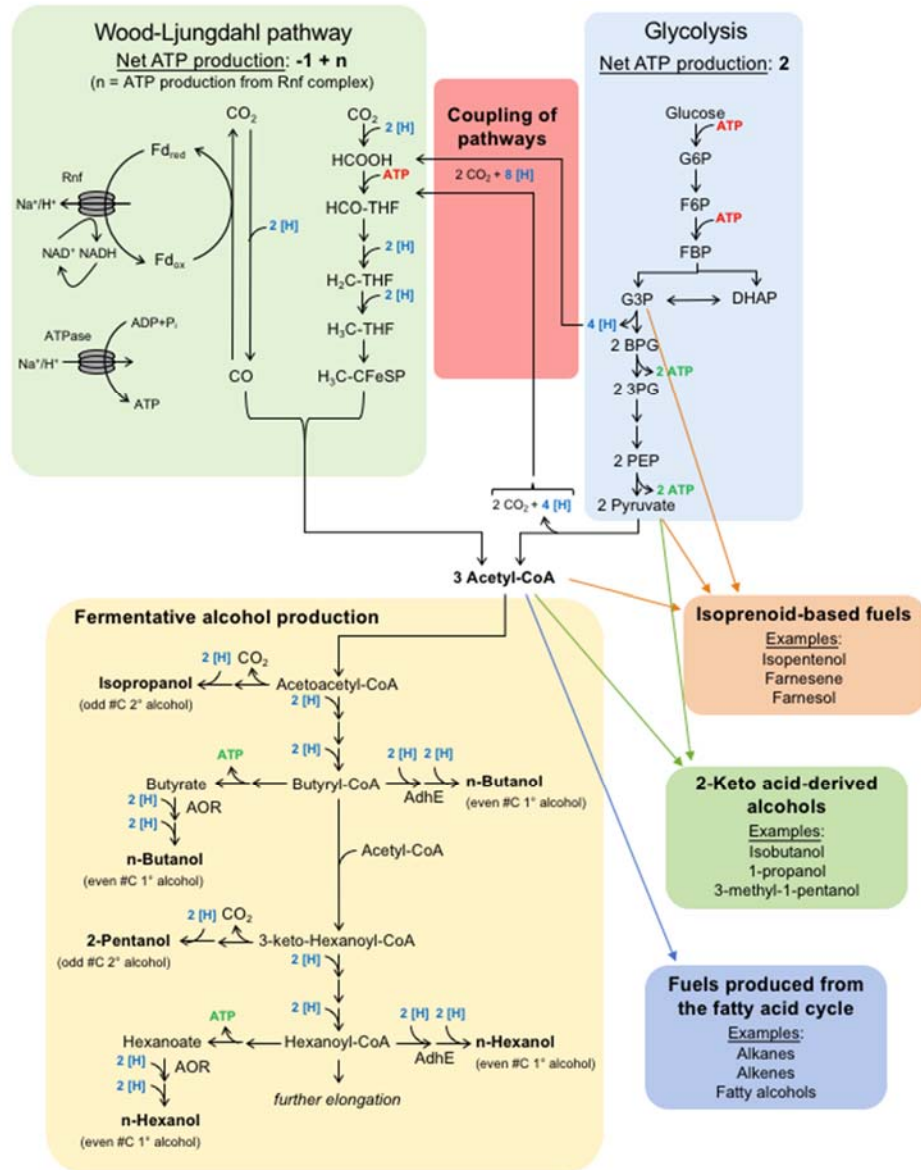 Wood-Ljungdahl pathway
Net ATP production: -1 + n
(n = ATP production from Rnf complex)
CO₂
CO₂
2 [H]
Fd_red
HCOOH
Rnf
ATP
Na⁺/H⁺
HCO-THF
2 [H]
NAD⁺ NADH
Fd_ox
2 [H]
H₂C-THF
2 [H]
ADP+Pᵢ
H₃C-THF
ATPase
Na⁺/H⁺
CO
H₃C-CFeSP
ATP
Coupling of
pathways
2 CO₂ + 8 [H]
Glycolysis
Net ATP production: 2
Glucose
ATP
G6P
F6P
ATP
FBP
G3P
DHAP
4 [H]
2 BPG
2 ATP
2 3PG
2 PEP
2 ATP
2 Pyruvate
2 CO₂ + 4 [H]
3 Acetyl-CoA
Fermentative alcohol production
2 [H]
CO₂
Isopropanol
Acetoacetyl-CoA
(odd #C 2° alcohol)
2 [H]
2 [H]
ATP
2 [H] 2 [H]
Butyrate
Butyryl-CoA
n-Butanol
AdhE
(even #C 1° alcohol)
2 [H]
AOR
2 [H]
n-Butanol
(even #C 1° alcohol)
Acetyl-CoA
2 [H]
CO₂
2-Pentanol
3-keto-Hexanoyl-CoA
(odd #C 2° alcohol)
2 [H]
2 [H]
ATP
2 [H] 2 [H]
Hexanoate
Hexanoyl-CoA
n-Hexanol
AdhE
(even #C 1° alcohol)
2 [H]
AOR
2 [H]
n-Hexanol
(even #C 1° alcohol)
further elongation
Isoprenoid-based fuels
Examples:
Isopentenol
Farnesene
Farnesol
2-Keto acid-derived
alcohols
Examples:
Isobutanol
1-propanol
3-methyl-1-pentanol
Fuels produced from
the fatty acid cycle
Examples:
Alkanes
Alkenes
Fatty alcohols